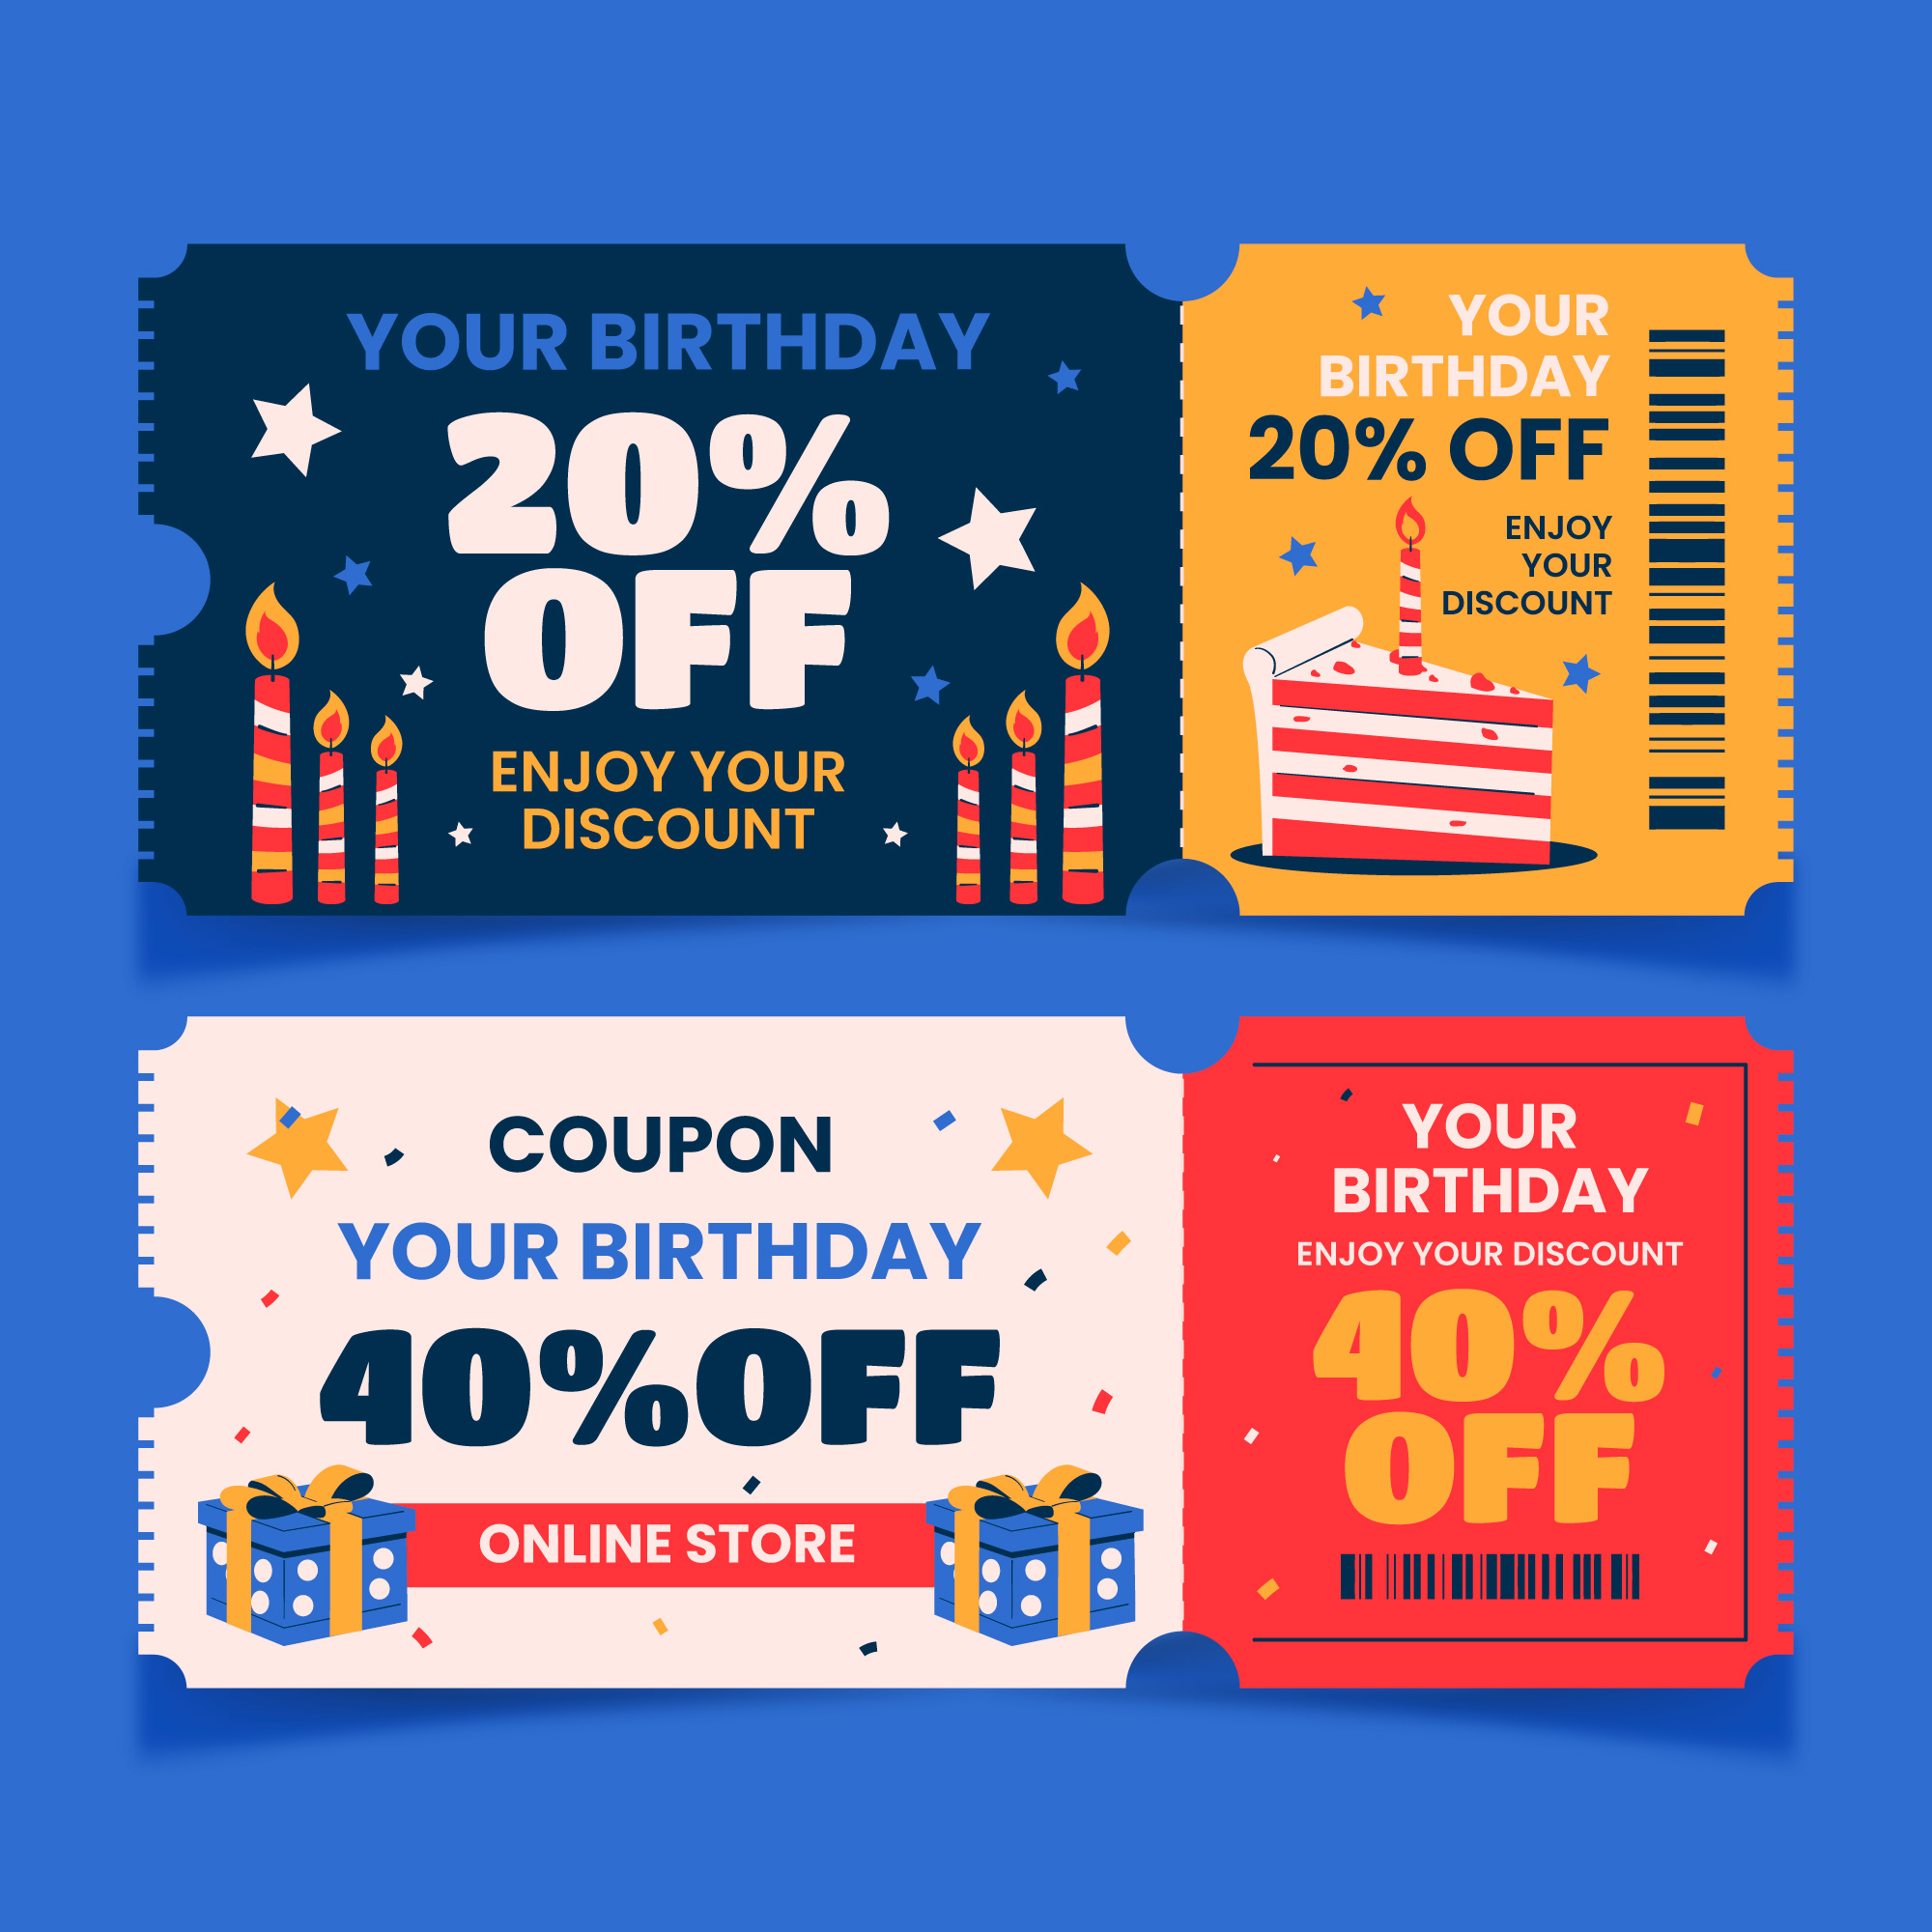 YOUR BIRTHDAY
20%
OFF
ENJOY YOUR
DISCOUNT
YOUR
BIRTHDAY
20% OFF
ENJOY
YOUR
DISCOUNT
COUPON
YOUR BIRTHDAY
40%OFF
ONLINE STORE
YOUR
BIRTHDAY
ENJOY YOUR DISCOUNT
40%
OFF